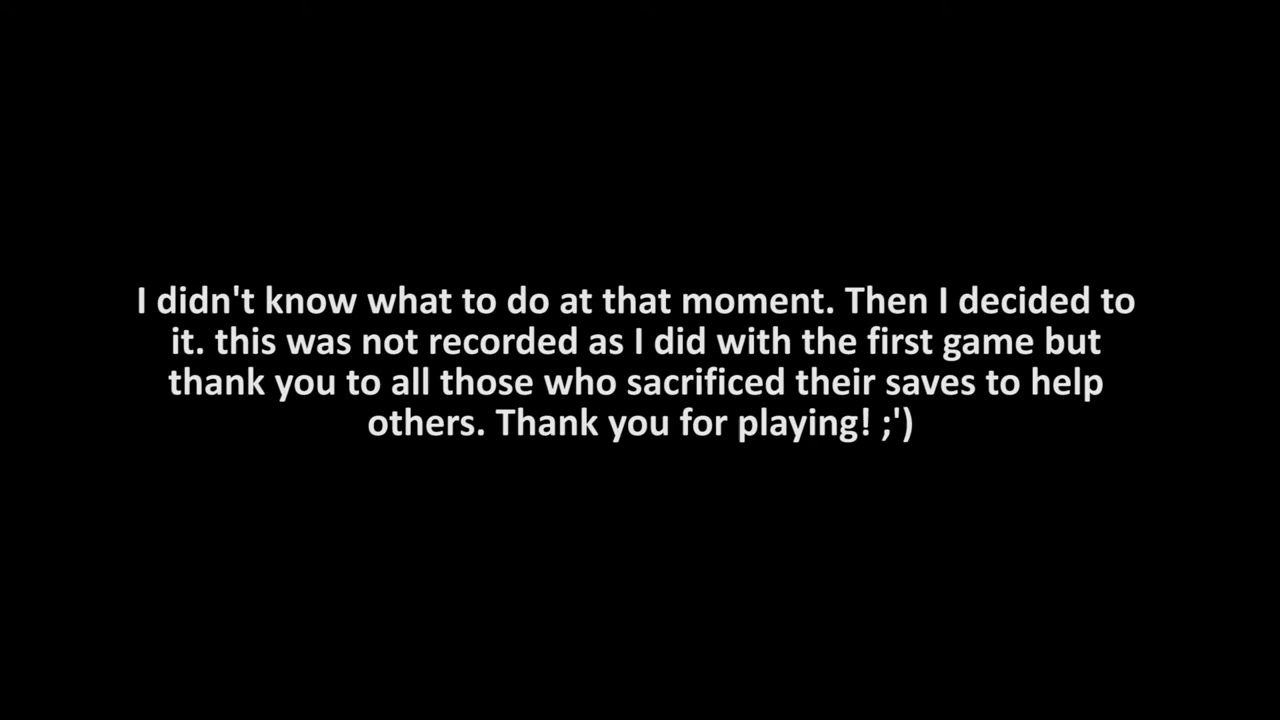 I didn't know what to do at that moment. Then I decided to
it. this was not recorded as I did with the first game but
thank you to all those who sacrificed their saves to help
others. Thank you for playing! ;')